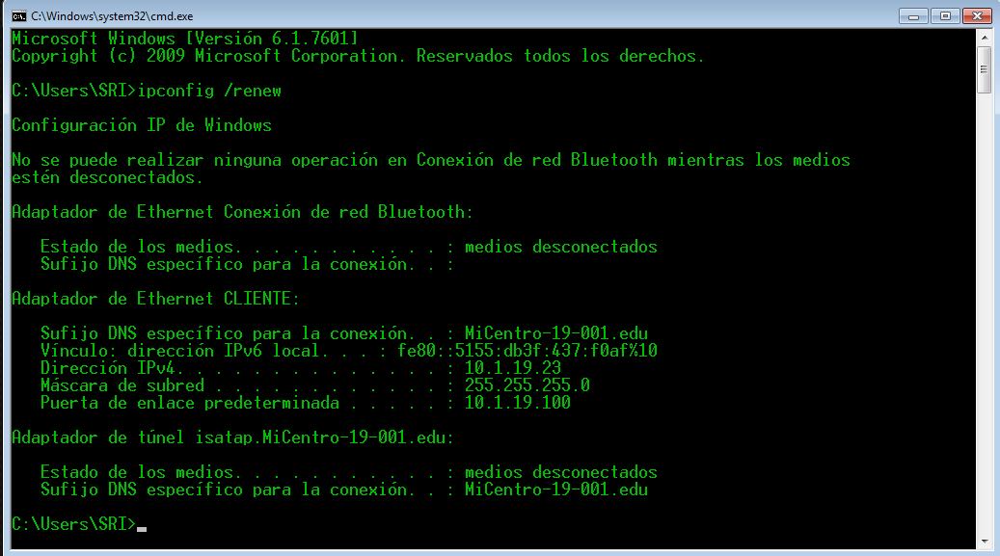 C:\Windows\system32\cmd.exe
Microsoft Windows [Versión 6.1.7601]
Copyright (c) 2009 Microsoft Corporation. Reservados todos los derechos.
C:\Users\SRI>ipconfig /renew
Configuración IP de Windows
No se puede realizar ninguna operación en Conexión de red Bluetooth mientras los medios
estén desconectados.
Adaptador de Ethernet Conexión de red Bluetooth:
Estado de los medios. . . . . . . . . . . : medios desconectados
Sufijo DNS específico para la conexión. . :
Adaptador de Ethernet CLIENTE:
Sufijo DNS específico para la conexión. . : MiCentro-19-001.edu
Vínculo: dirección IPv6 local. . . : fe80::5155:db3f:437:f0af%10
Dirección IPv4. . . . . . . . . . . . . . : 10.1.19.23
Máscara de subred . . . . . . . . . . . . : 255.255.255.0
Puerta de enlace predeterminada . . . . . : 10.1.19.100
Adaptador de túnel isatap.MiCentro-19-001.edu:
Estado de los medios. . . . . . . . . . . : medios desconectados
Sufijo DNS específico para la conexión. . : MiCentro-19-001.edu
C:\Users\SRI>